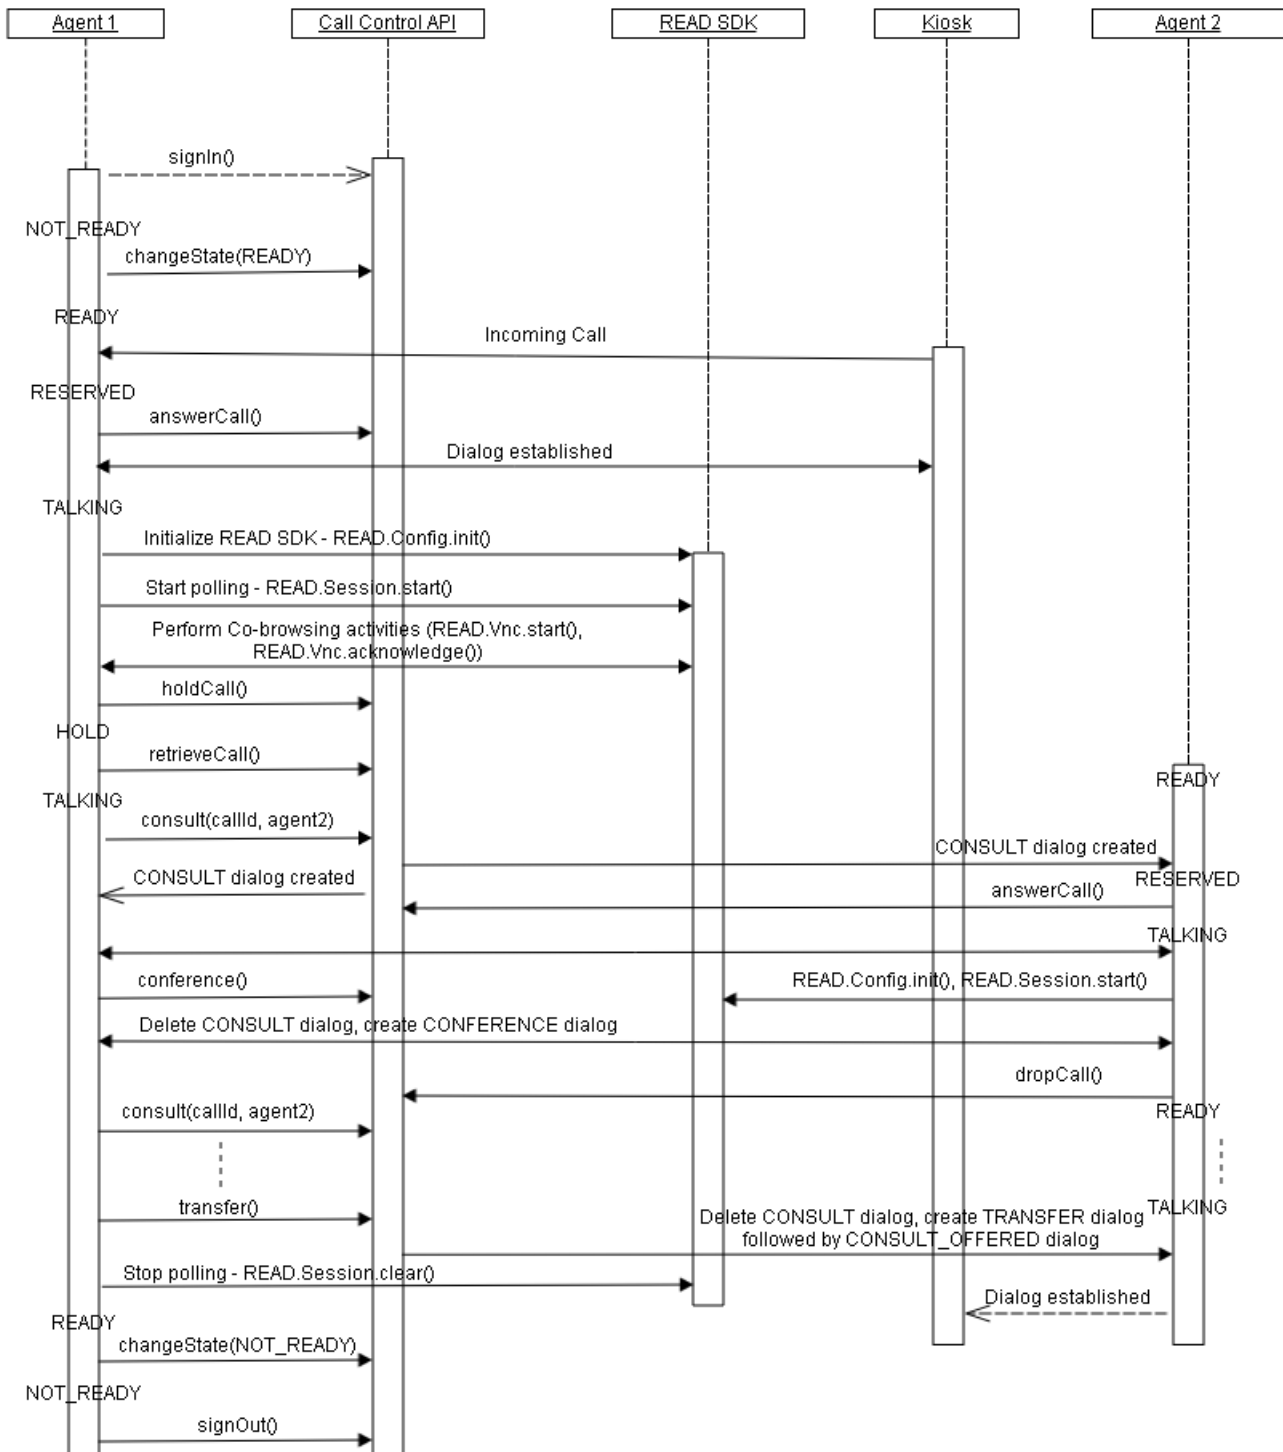 Agent 1
Call Control API
READ SDK
Kiosk
Agent 2
signIn()
NOT_READY
changeState(READY)
READY
Incoming Call
RESERVED
answerCall()
Dialog established
TALKING
Initialize READ SDK - READ.Config.init()
Start polling - READ.Session.start()
Perform Co-browsing activities (READ.Vnc.start(),
READ.Vnc.acknowledge())
holdCall()
HOLD
retrieveCall()
READY
TALKING
consult(callId, agent2)
CONSULT dialog created
CONSULT dialog created
RESERVED
answerCall()
TALKING
conference()
READ.Config.init(), READ.Session.start()
Delete CONSULT dialog, create CONFERENCE dialog
dropCall()
consult(callId, agent2)
READY
transfer()
TALKING
Delete CONSULT dialog, create TRANSFER dialog
followed by CONSULT_OFFERED dialog
Stop polling - READ.Session.clear()
Dialog established
READY
changeState(NOT_READY)
NOT_READY
signOut()